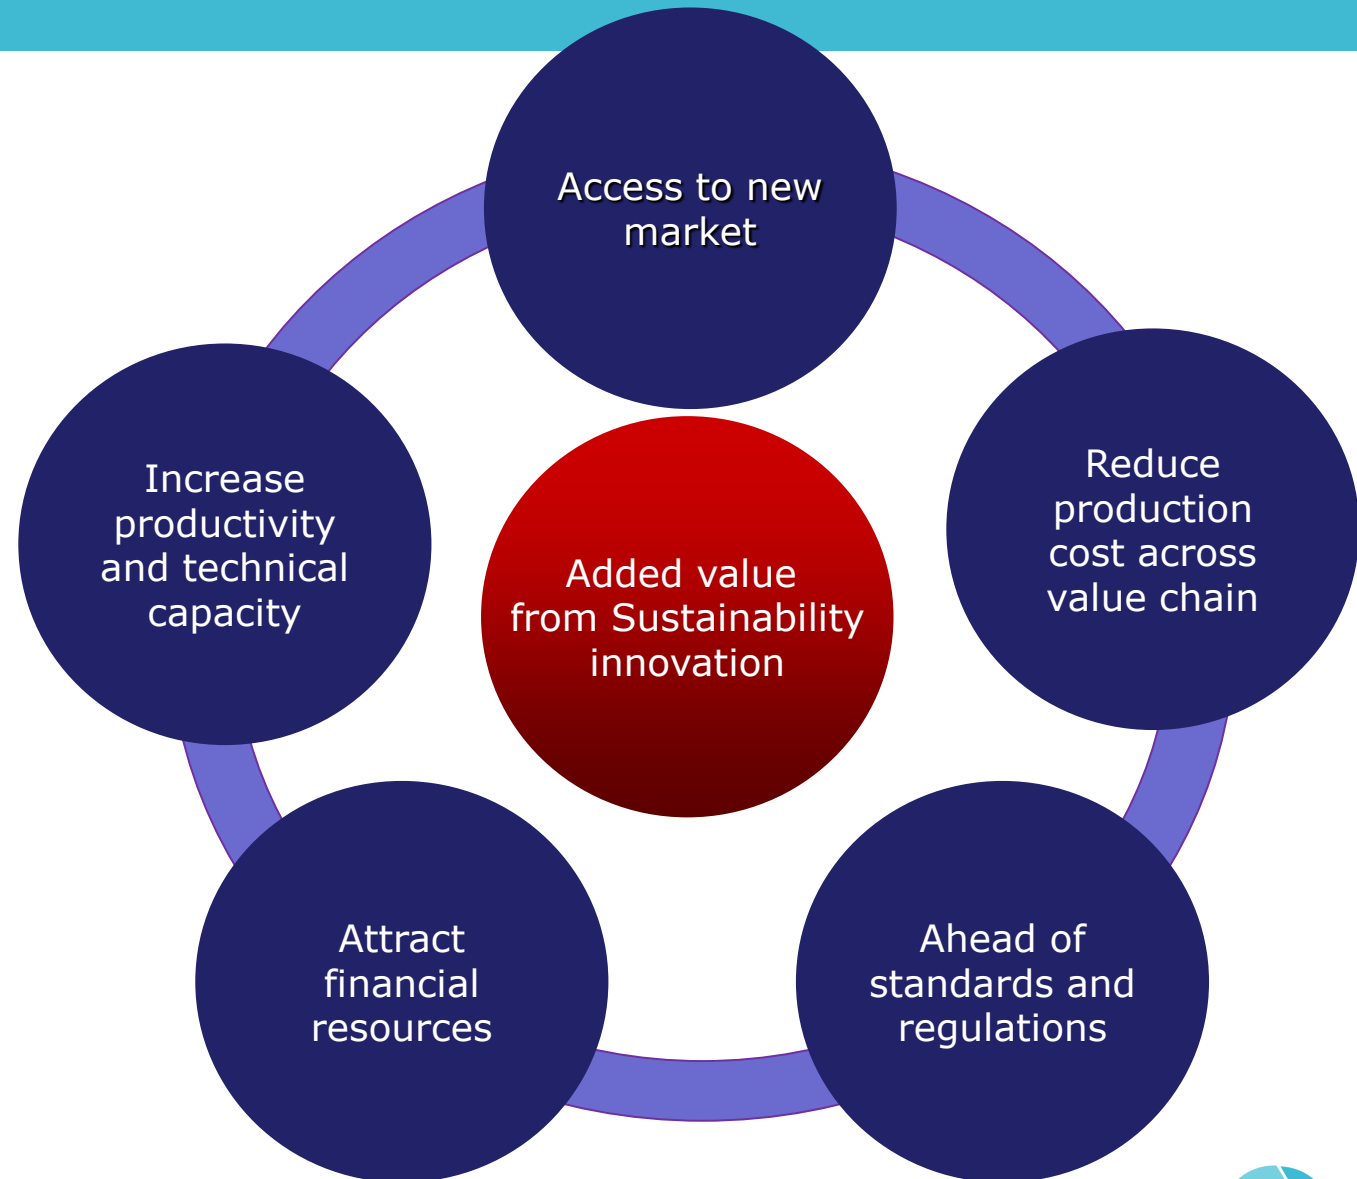 Access to new
market
Reduce
production
cost across
value chain
Ahead of
standards and
regulations
Attract
financial
resources
Increase
productivity
and technical
capacity
Added value
from Sustainability
innovation